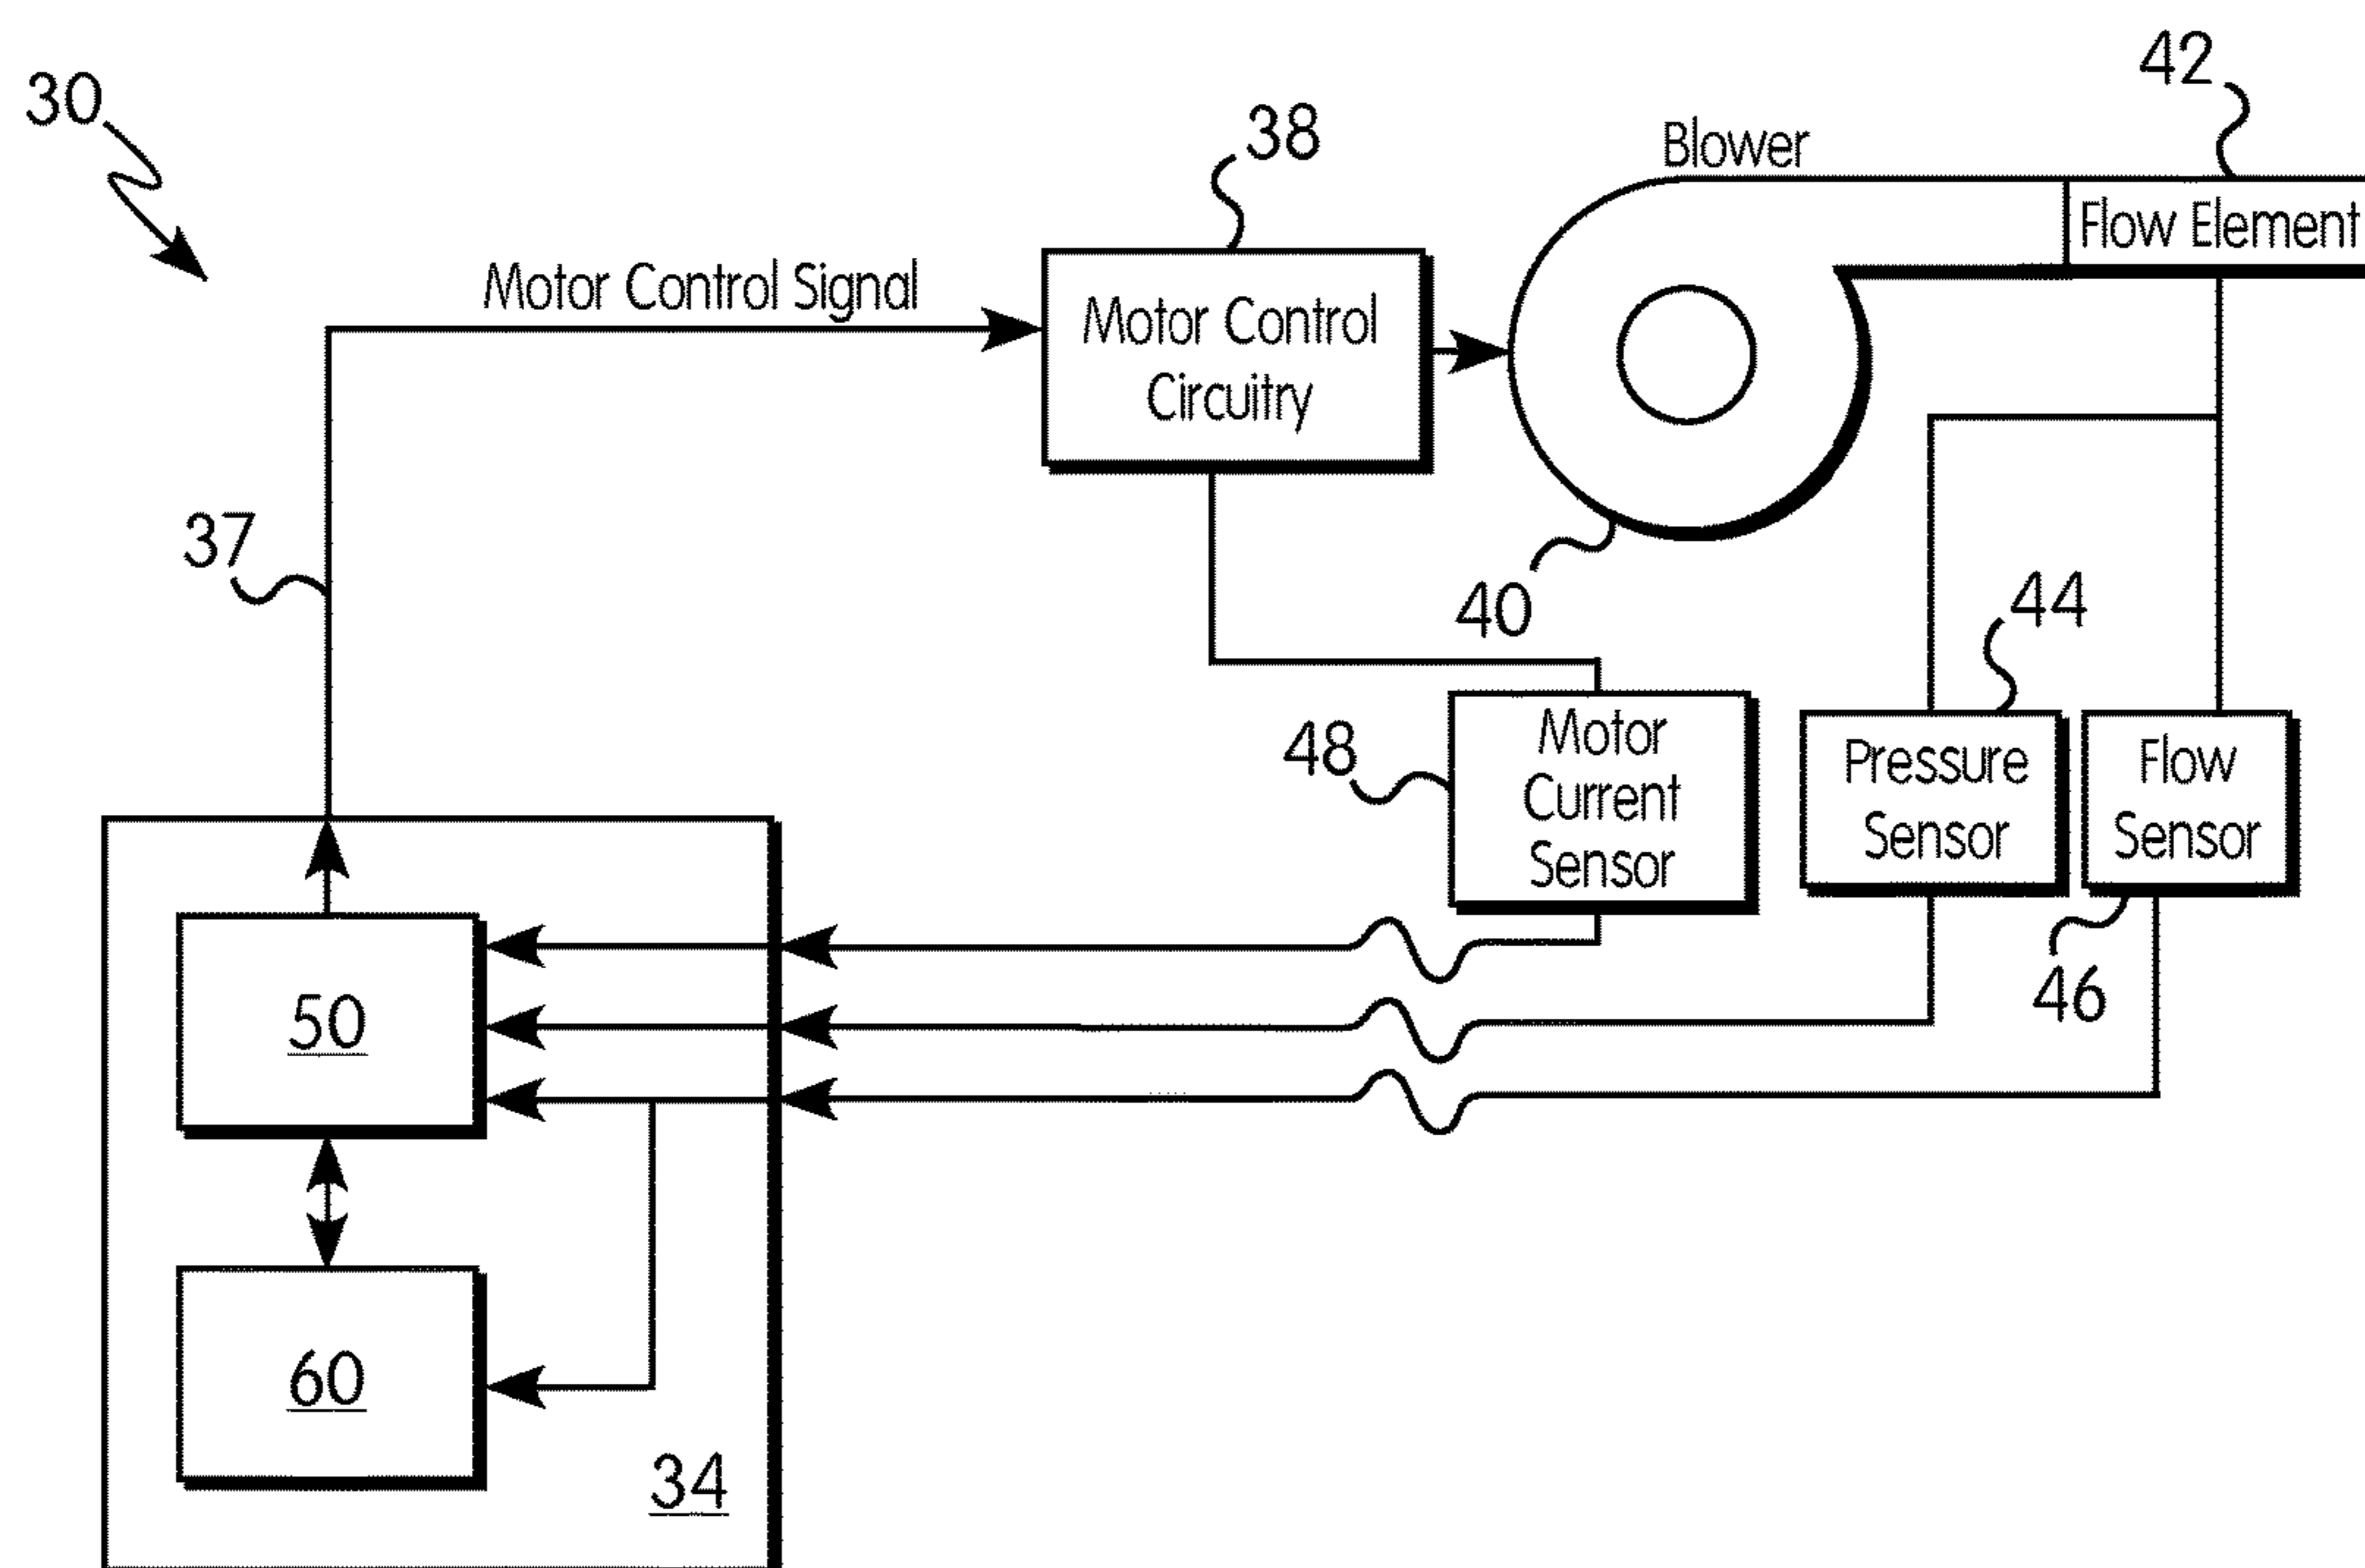 30
42
38
Blower
Flow Element
Motor Control Signal
Motor Control
Circuitry
37
40
44
48
Motor
Current
Sensor
Pressure
Sensor
Flow
Sensor
46
50
60
34